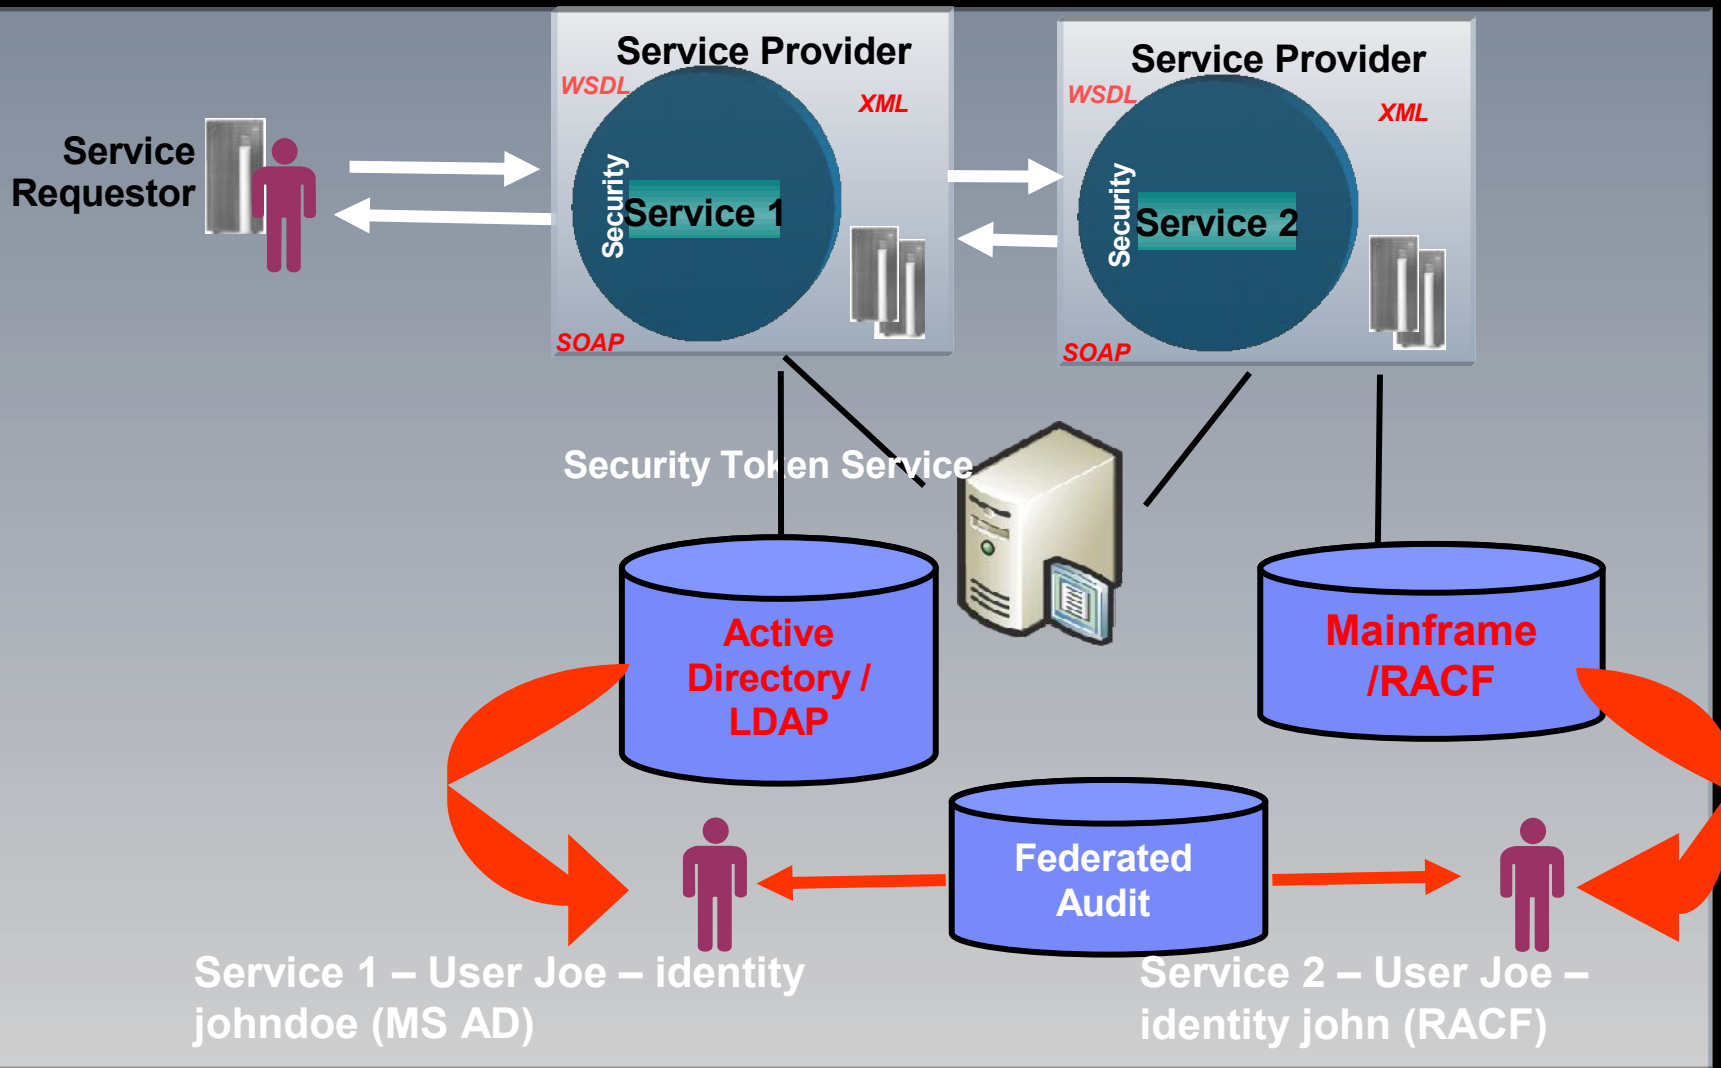 Service Provider
WSDL
XML
Security
Service 1
SOAP
Service Provider
WSDL
XML
Security
Service 2
SOAP
Service
Requestor
Security Token Service
Active
Directory /
LDAP
Mainframe
/RACF
Federated
Audit
Service 1 – User Joe – identity
johndoe (MS AD)
Service 2 – User Joe –
identity john (RACF)